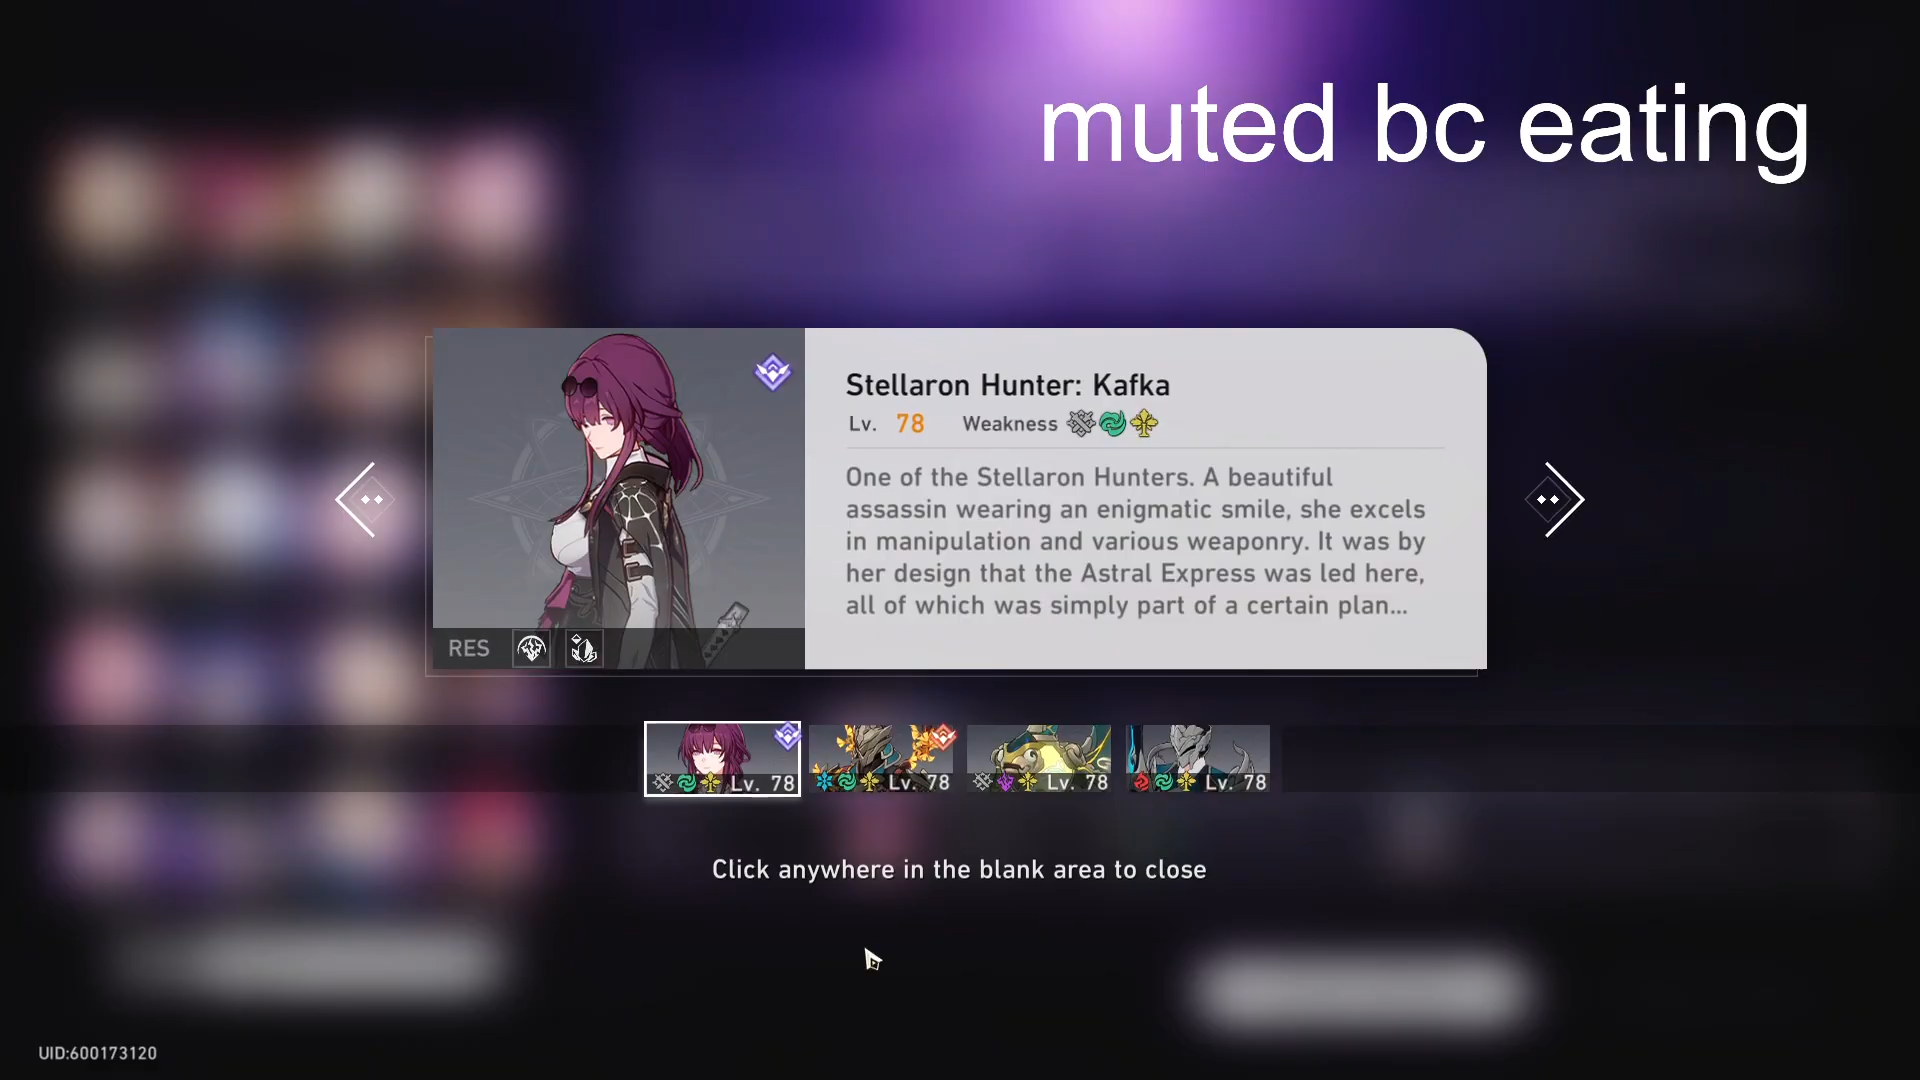 muted bc eating
Stellaron Hunter: Kafka
Lv. 78 Weakness
One of the Stellaron Hunters. A beautiful
assassin wearing an enigmatic smile, she excels
in manipulation and various weaponry. It was by
her design that the Astral Express was led here,
all of which was simply part of a certain plan...
RES
Lv. 78 Lv. 78 Lv. 78 Lv. 78
Click anywhere in the blank area to close
UID:600173120